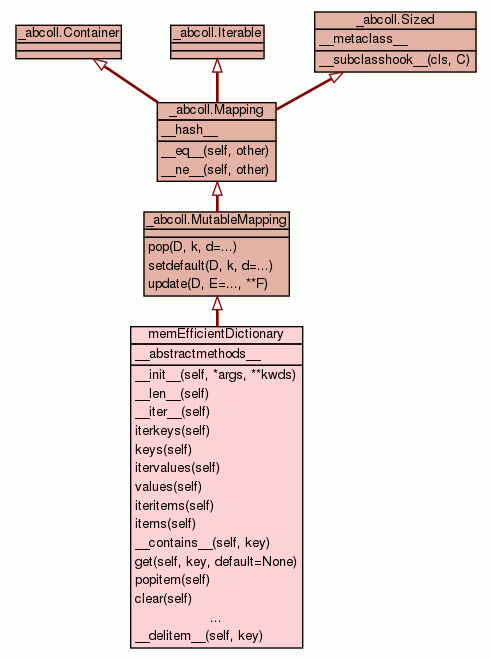 _abcoll.Container
_abcoll.Iterable
_abcoll.Sized
__metaclass__
__subclasshook__(cls, C)
_abcoll.Mapping
__hash__
__eq__(self, other)
__ne__(self, other)
_abcoll.MutableMapping
pop(D, k, d=...)
setdefault(D, k, d=...)
update(D, E=..., **F)
memEfficientDictionary
__abstractmethods__
__init__(self, *args, **kwds)
__len__(self)
__iter__(self)
iterkeys(self)
keys(self)
itervalues(self)
values(self)
iteritems(self)
items(self)
__contains__(self, key)
get(self, key, default=None)
popitem(self)
clear(self)
...
__delitem__(self, key)